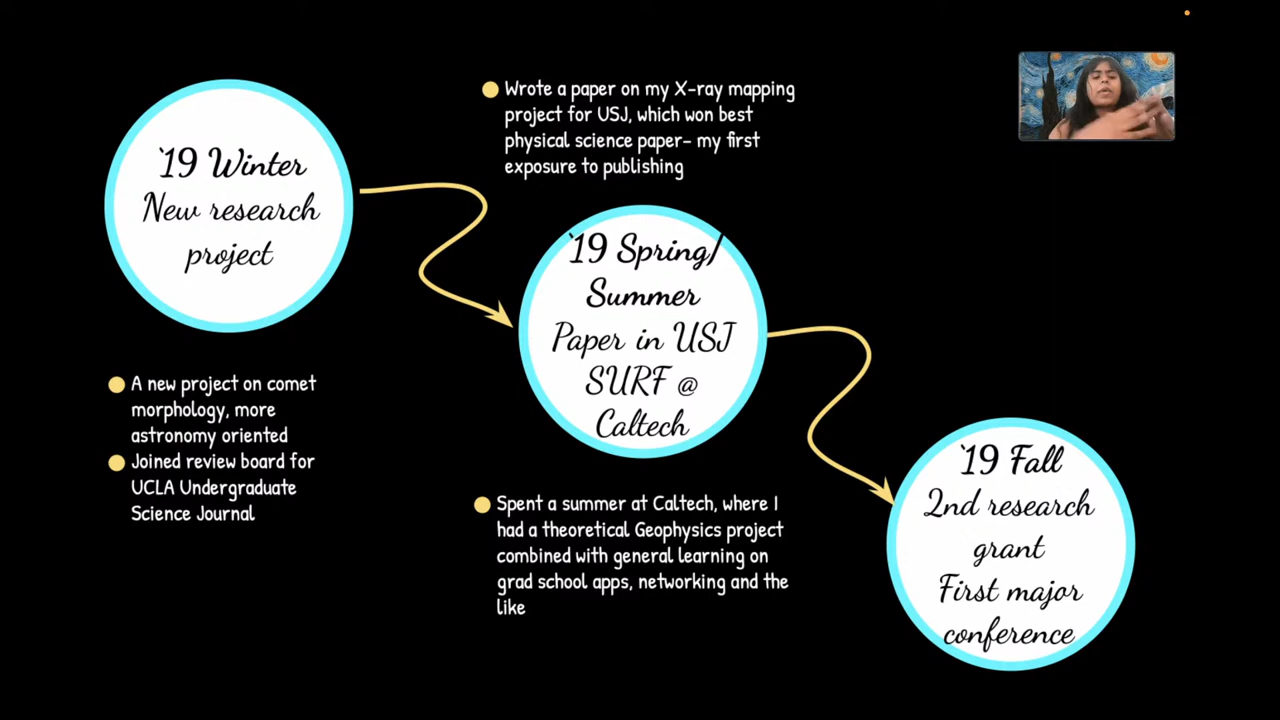 `19 Winter
New research
project
A new project on comet
morphology, more
astronomy oriented
Joined review board for
UCLA Undergraduate
Science Journal
Wrote a paper on my X-ray mapping
project for USJ, which won best
physical science paper- my first
exposure to publishing
`19 Spring/
Summer
Paper in USJ
SURF @
Caltech
Spent a summer at Caltech, where I
had a theoretical Geophysics project
combined with general learning on
grad school apps, networking and the
like
`19 Fall
2nd research
grant
First major
conference